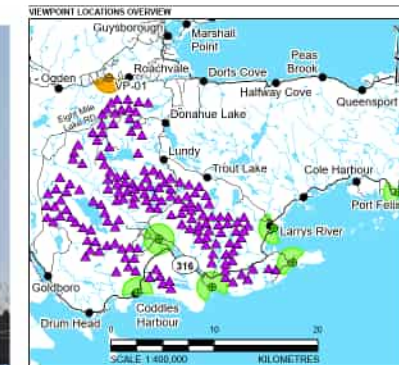 VIEWPOINT LOCATIONS OVERVIEW
Guysborough
Marshall
Point
Roachvale
Peas
Brook
Ogden
VP-01
Dorts Cove
Halfway Cove
Queensport
Eight Mile
Lake RD
Donahue Lake
Lundy
Trout Lake
Cole Harbour
Port Feli
Larrys River
316
Goldboro
Coddles
Harbour
Drum Head
0 10 20
SCALE 1:400,000 KILOMETRES